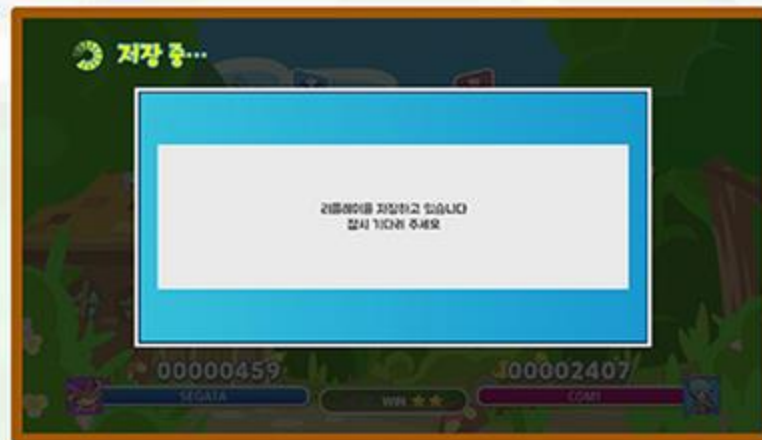 저장 중…
리플레이를 저장하고 있습니다
잠시 기다려 주세요
00000459
00002407
SEGATA
WIN ★★
COM1